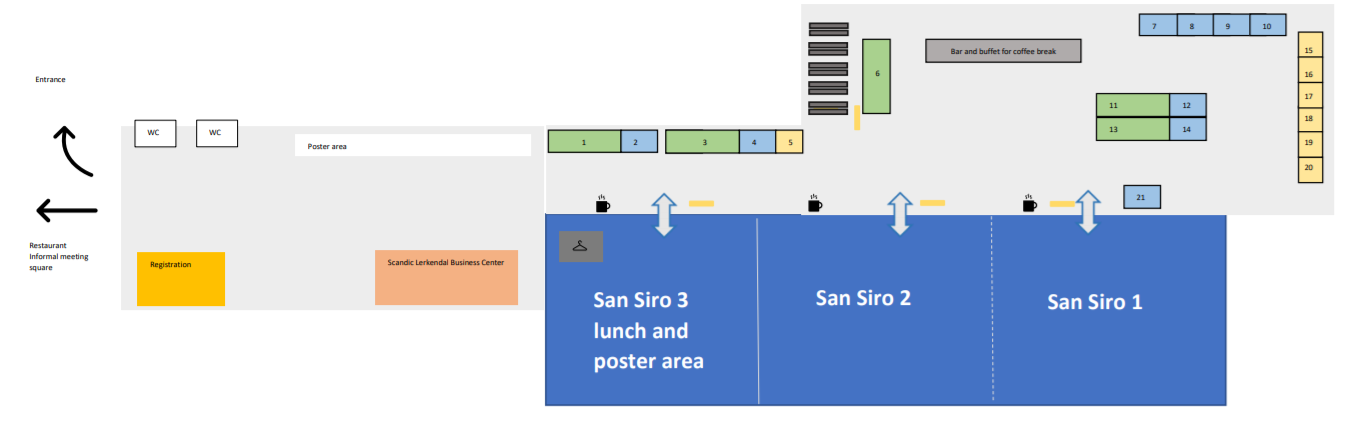 Entrance
WC
WC
Poster area
Restaurant
Informal meeting
square
Registration
Scandic Lerkendal Business Center
1
2
3
4
5
6
Bar and buffet for coffee break
7
8
9
10
11
12
13
14
15
16
17
18
19
20
21
San Siro 3
lunch and
poster area
San Siro 2
San Siro 1